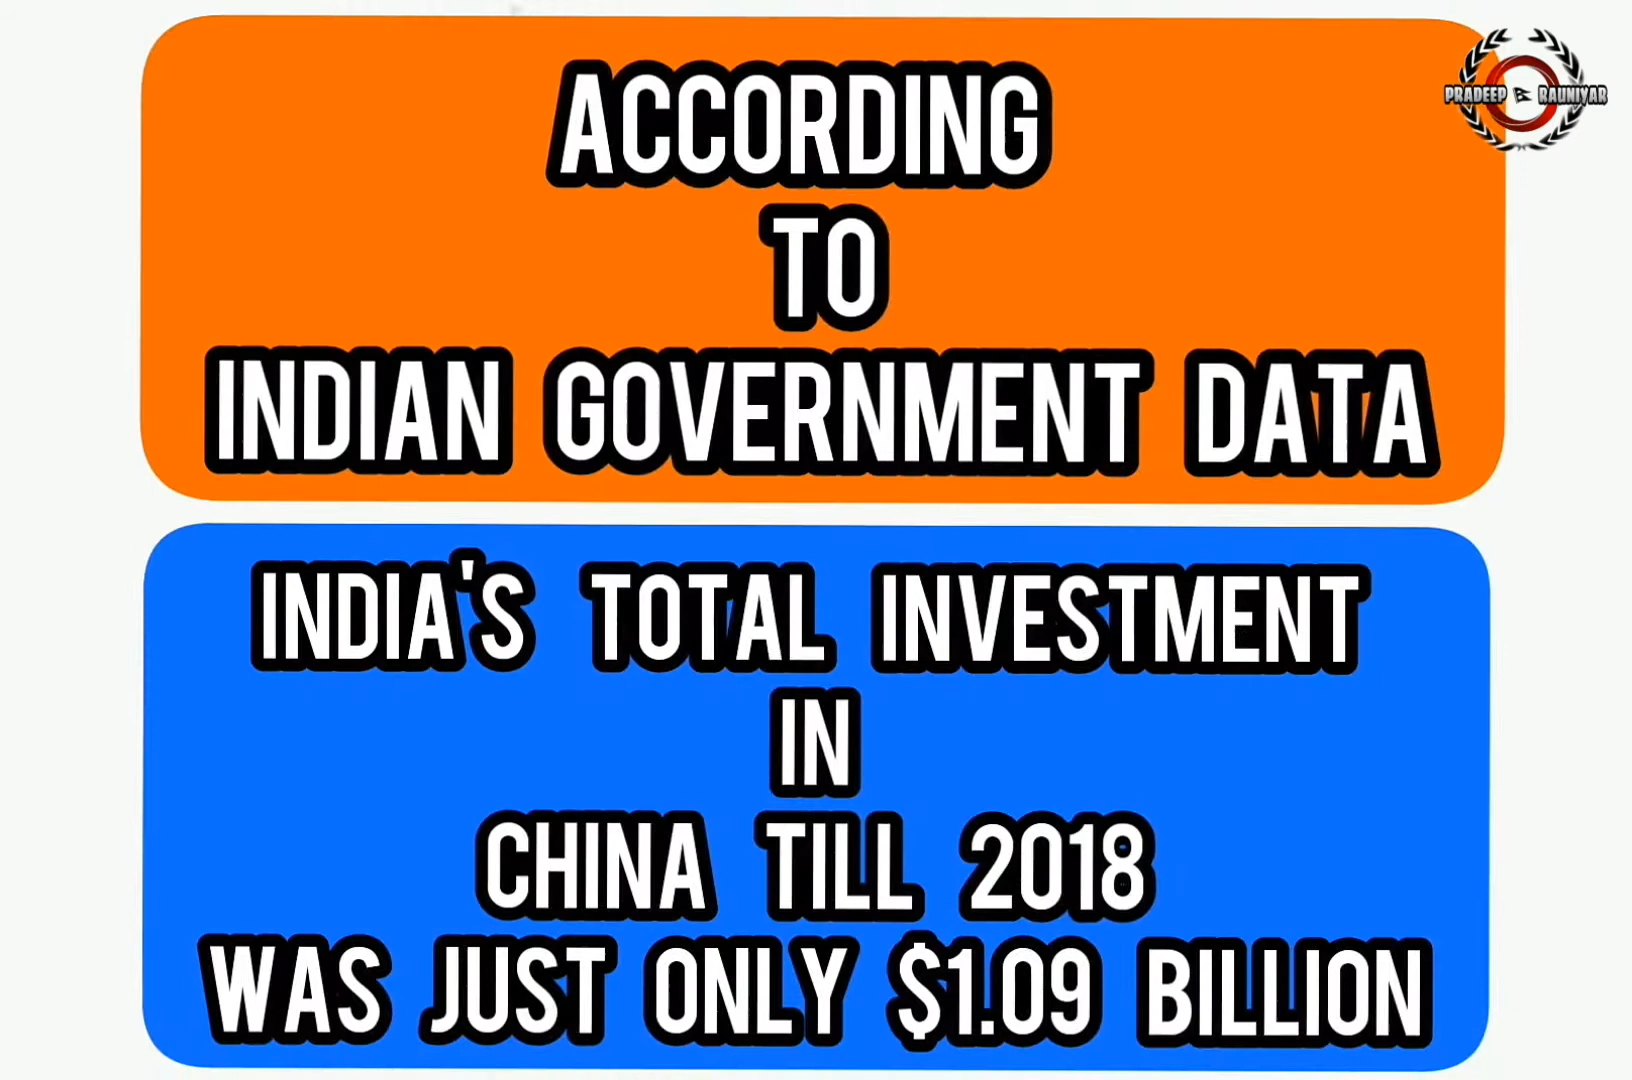 PRADEEP RAUNIYAR
ACCORDING
TO
INDIAN GOVERNMENT DATA
INDIA'S TOTAL INVESTMENT
IN
CHINA TILL 2018
WAS JUST ONLY $1.09 BILLION